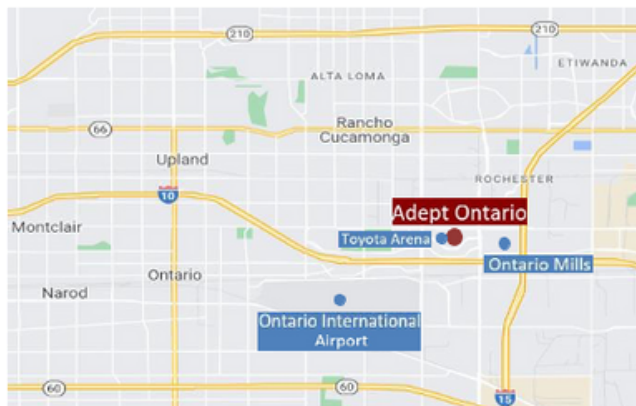 210
210
ETIWANDA
ALTA LOMA
Rancho
Cucamonga
66
Upland
ROCHESTER
10
Adept Ontario
Montclair
Toyota Arena
Ontario Mills
Ontario
Narod
Ontario International
Airport
60
60
15